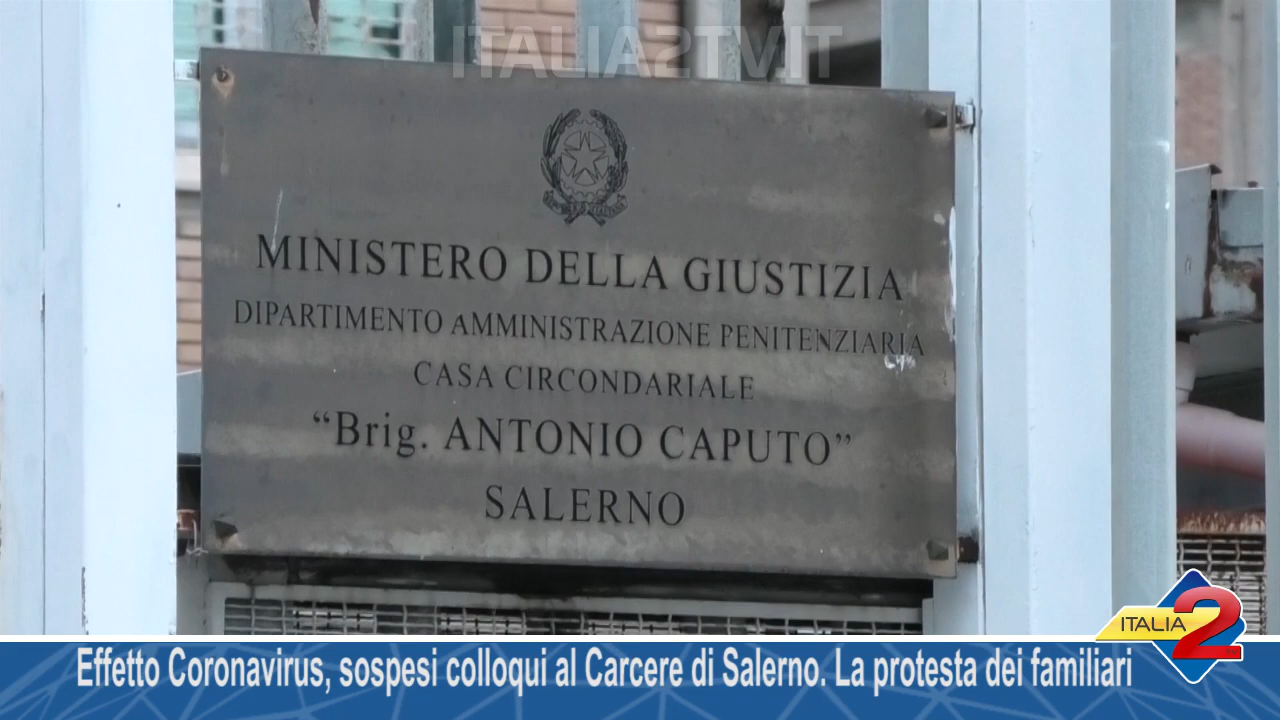 ITALIA2TV.IT
MINISTERO DELLA GIUSTIZIA
DIPARTIMENTO AMMINISTRAZIONE PENITENZIARIA
CASA CIRCONDARIALE
“Brig. ANTONIO CAPUTO”
SALERNO
ITALIA 2
Effetto Coronavirus, sospesi colloqui al Carcere di Salerno. La protesta dei familiari